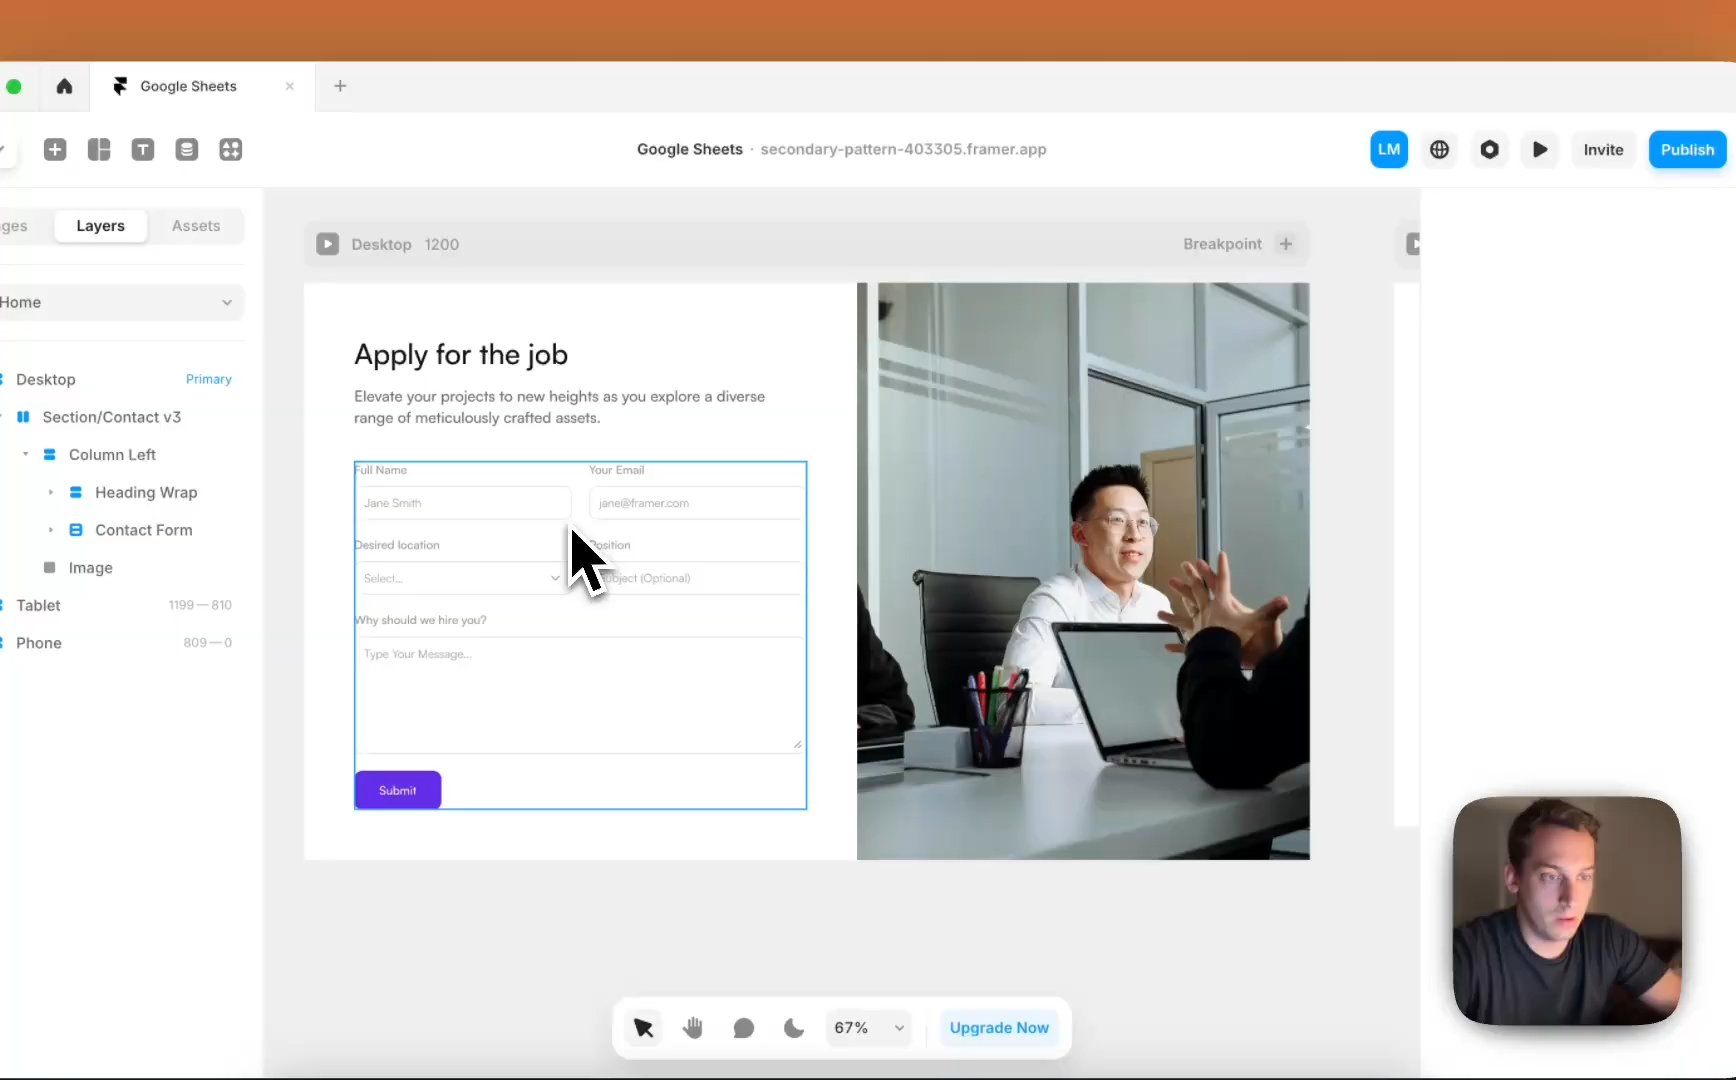 Google Sheets
Google Sheets · secondary-pattern-403305.framer.app
LM
Invite
Publish
Layers
Assets
Home
Desktop
Primary
Section/Contact v3
Column Left
Heading Wrap
Contact Form
Image
Tablet
1199 — 810
Phone
809 — 0
Desktop 1200
Breakpoint
Apply for the job
Elevate your projects to new heights as you explore a diverse
range of meticulously crafted assets.
Full Name
Your Email
Jane Smith
jane@framer.com
Desired location
Position
Select...
(Optional)
Why should we hire you?
Type Your Message...
Submit
67%
Upgrade Now